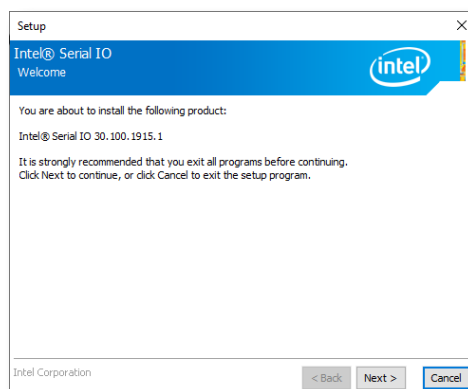 Setup
Intel® Serial IO
Welcome
intel
You are about to install the following product:
Intel® Serial IO 30.100.1915.1
It is strongly recommended that you exit all programs before continuing.
Click Next to continue, or click Cancel to exit the setup program.
Intel Corporation
< Back Next > Cancel